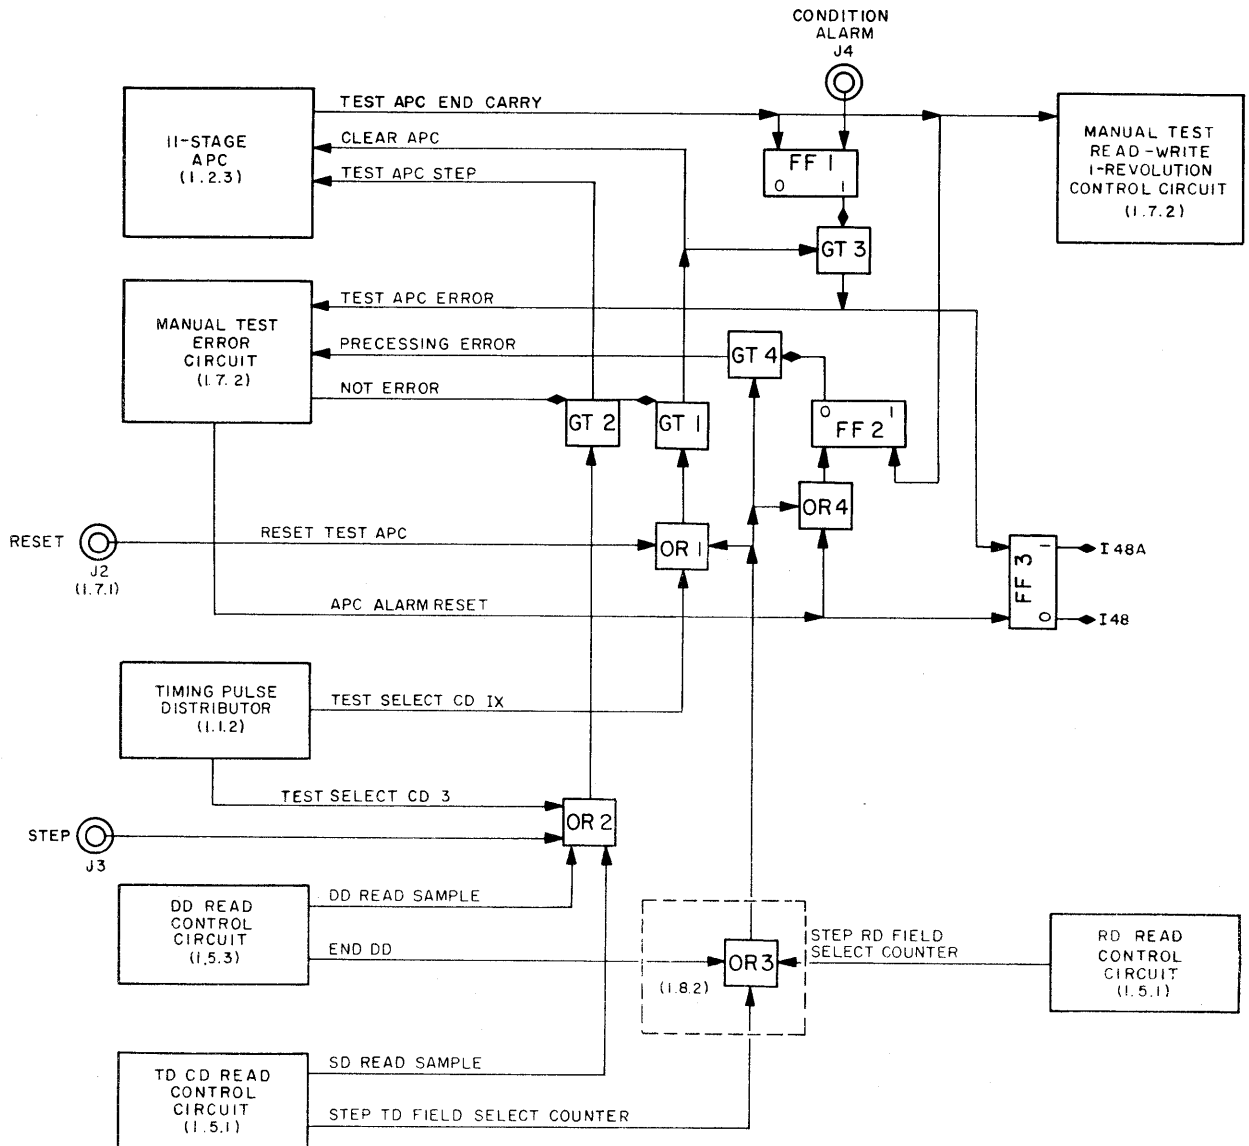 CONDITION
ALARM
J4
11-STAGE
APC
(1.2.3)
TEST APC END CARRY
CLEAR APC
TEST APC STEP
FF 1
0 1
GT 3
MANUAL TEST
READ-WRITE
1-REVOLUTION
CONTROL CIRCUIT
(1.7.2)
MANUAL TEST
ERROR
CIRCUIT
(1.7.2)
TEST APC ERROR
PRECESSING ERROR
NOT ERROR
GT 4
GT 2
GT 1
0 1
FF 2
OR 4
RESET
J2
(1.7.1)
RESET TEST APC
OR 1
APC ALARM RESET
FF 3
1
0
I48A
I48
TIMING PULSE
DISTRIBUTOR
(1.1.2)
TEST SELECT CD IX
TEST SELECT CD 3
STEP
J3
OR 2
DD READ
CONTROL
CIRCUIT
(1.5.3)
DD READ SAMPLE
END DD
OR 3
(1.8.2)
STEP RD FIELD
SELECT COUNTER
RD READ
CONTROL
CIRCUIT
(1.5.1)
TD CD READ
CONTROL
CIRCUIT
(1.5.1)
SD READ SAMPLE
STEP TD FIELD SELECT COUNTER